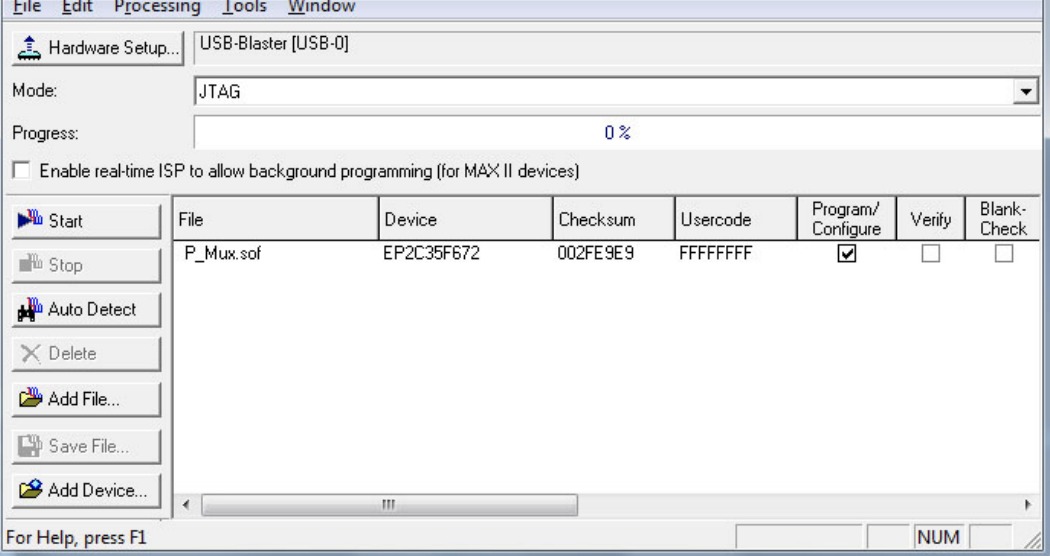 File Edit Processing Tools Window
Hardware Setup... USB-Blaster [USB-0]
Mode: JTAG
Progress: 0 %
Enable real-time ISP to allow background programming (for MAX II devices)
Start
Stop
Auto Detect
Delete
Add File...
Save File...
Add Device...
File Device Checksum Usercode Program/ Configure Verify Blank- Check
P_Mux.sof EP2C35F672 002FE9E9 FFFFFFFF
For Help, press F1 NUM